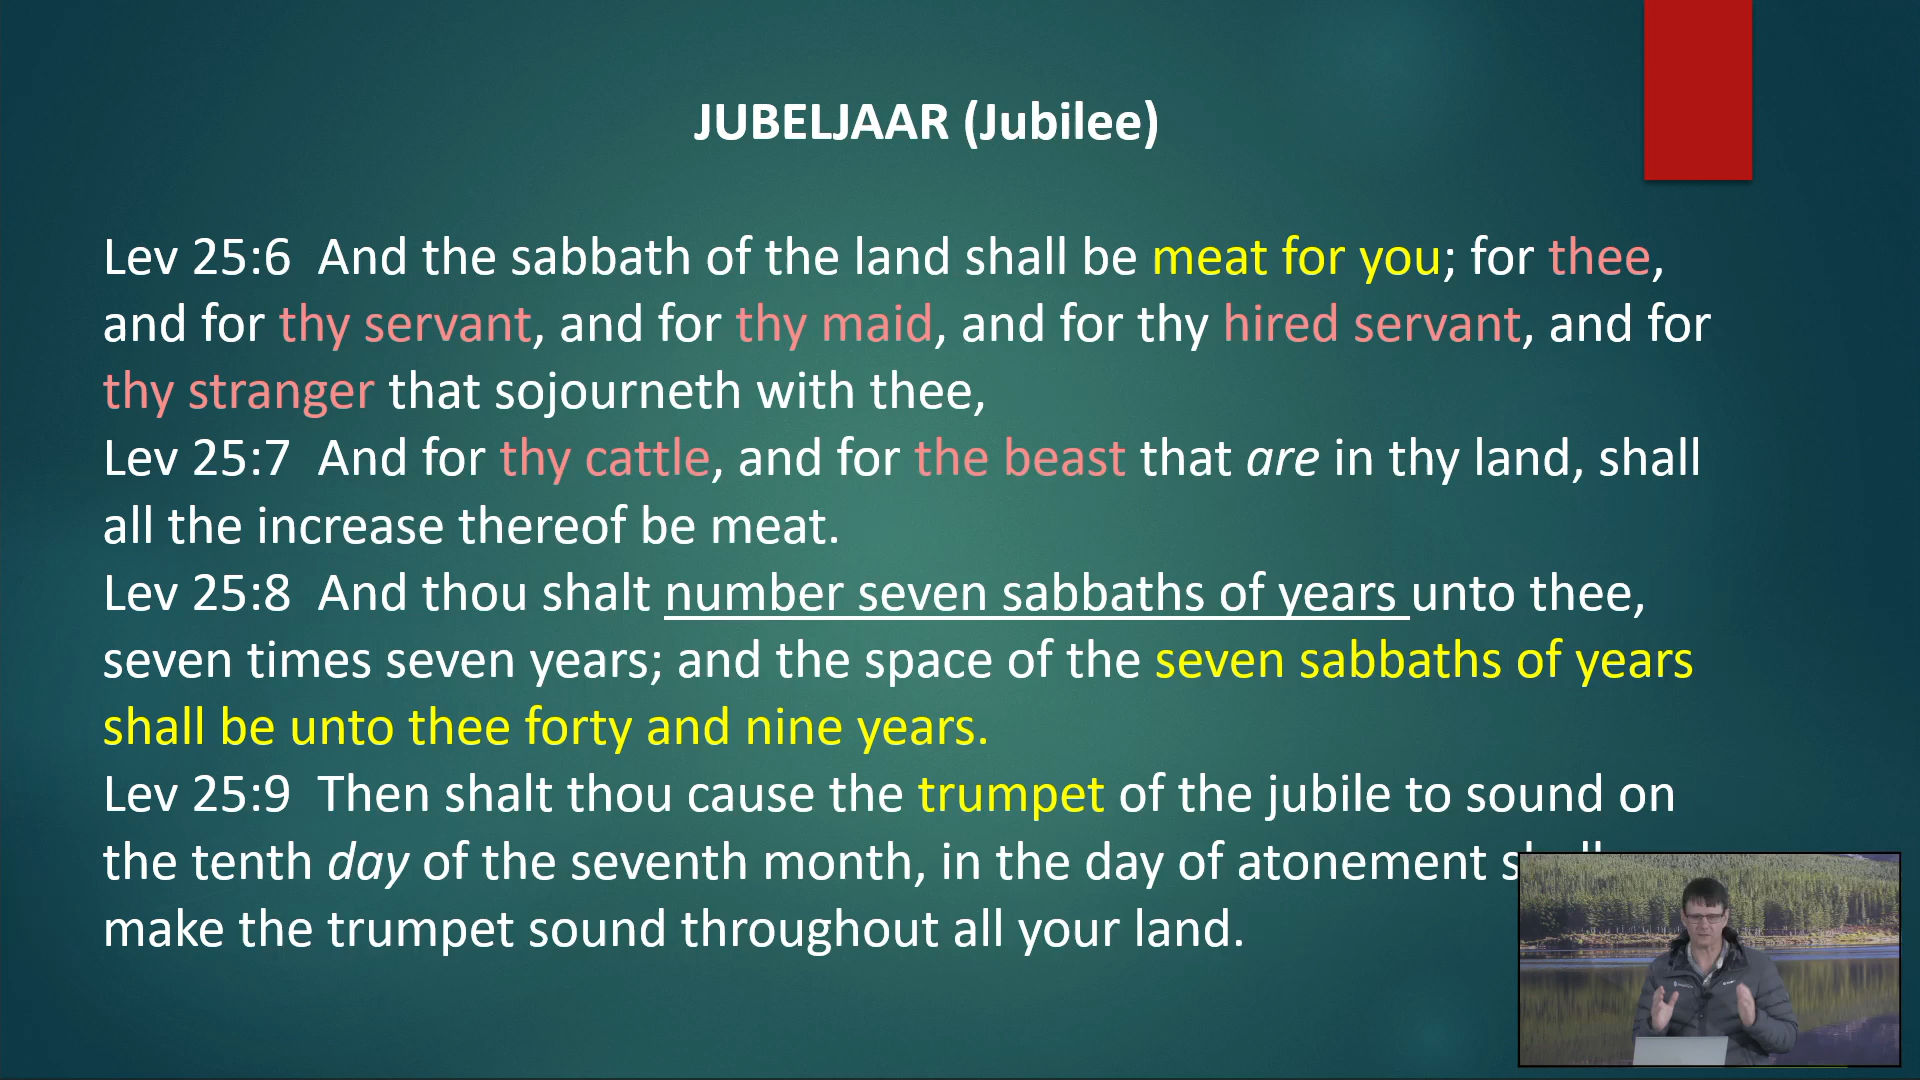 JUBELJAAR (Jubilee)
Lev 25:6 And the sabbath of the land shall be meat for you; for thee,
and for thy servant, and for thy maid, and for thy hired servant, and for
thy stranger that sojourneth with thee,
Lev 25:7 And for thy cattle, and for the beast that are in thy land, shall
all the increase thereof be meat.
Lev 25:8 And thou shalt number seven sabbaths of years unto thee,
seven times seven years; and the space of the seven sabbaths of years
shall be unto thee forty and nine years.
Lev 25:9 Then shalt thou cause the trumpet of the jubile to sound on
the tenth day of the seventh month, in the day of atonement
make the trumpet sound throughout all your land.